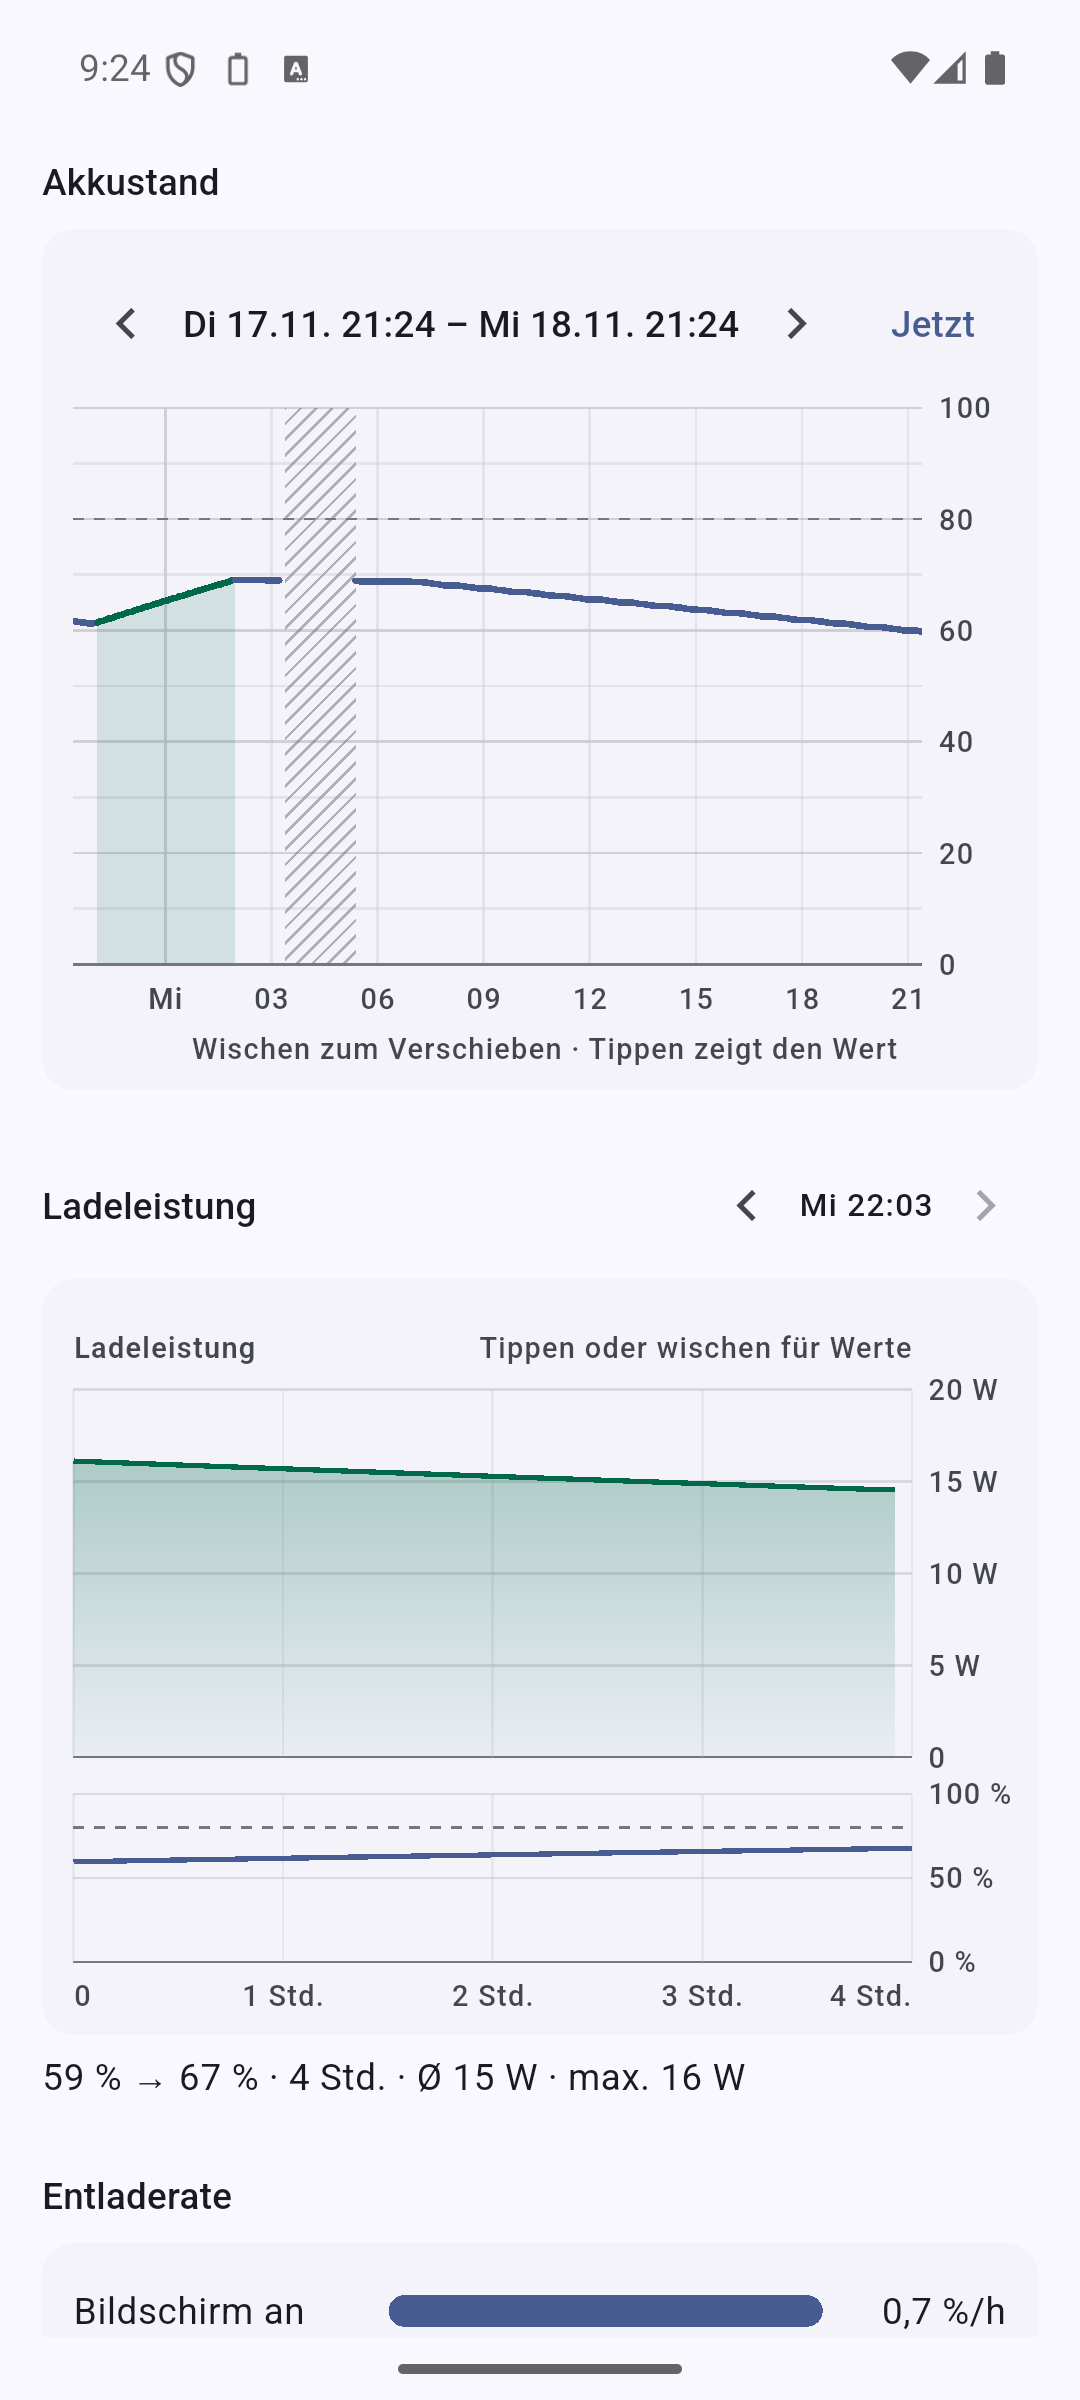 9:24
Akkustand
Di 17.11. 21:24 – Mi 18.11. 21:24
Jetzt
100
80
60
40
20
0
Mi 03 06 09 12 15 18 21
Wischen zum Verschieben · Tippen zeigt den Wert
Ladeleistung
Mi 22:03
Ladeleistung
Tippen oder wischen für Werte
20 W
15 W
10 W
5 W
0
100 %
50 %
0 %
0 1 Std. 2 Std. 3 Std. 4 Std.
59 % → 67 % · 4 Std. · Ø 15 W · max. 16 W
Entladerate
Bildschirm an
0,7 %/h